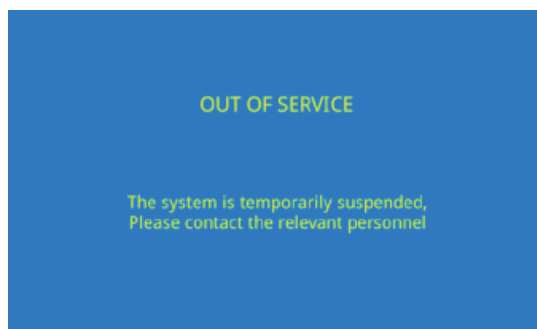 OUT OF SERVICE
The system is temporarily suspended,
Please contact the relevant personnel